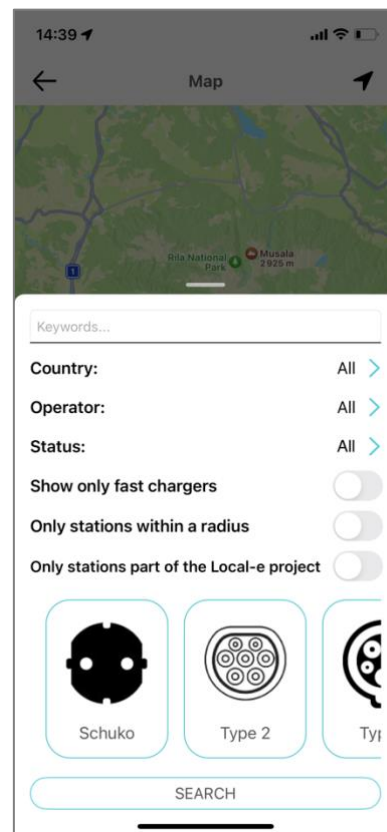 14:39
Map
Rila National
Park
Musala
2925 m
1
Keywords...
Country: All
Operator: All
Status: All
Show only fast chargers
Only stations within a radius
Only stations part of the Local-e project
Schuko Type 2 Typ
SEARCH